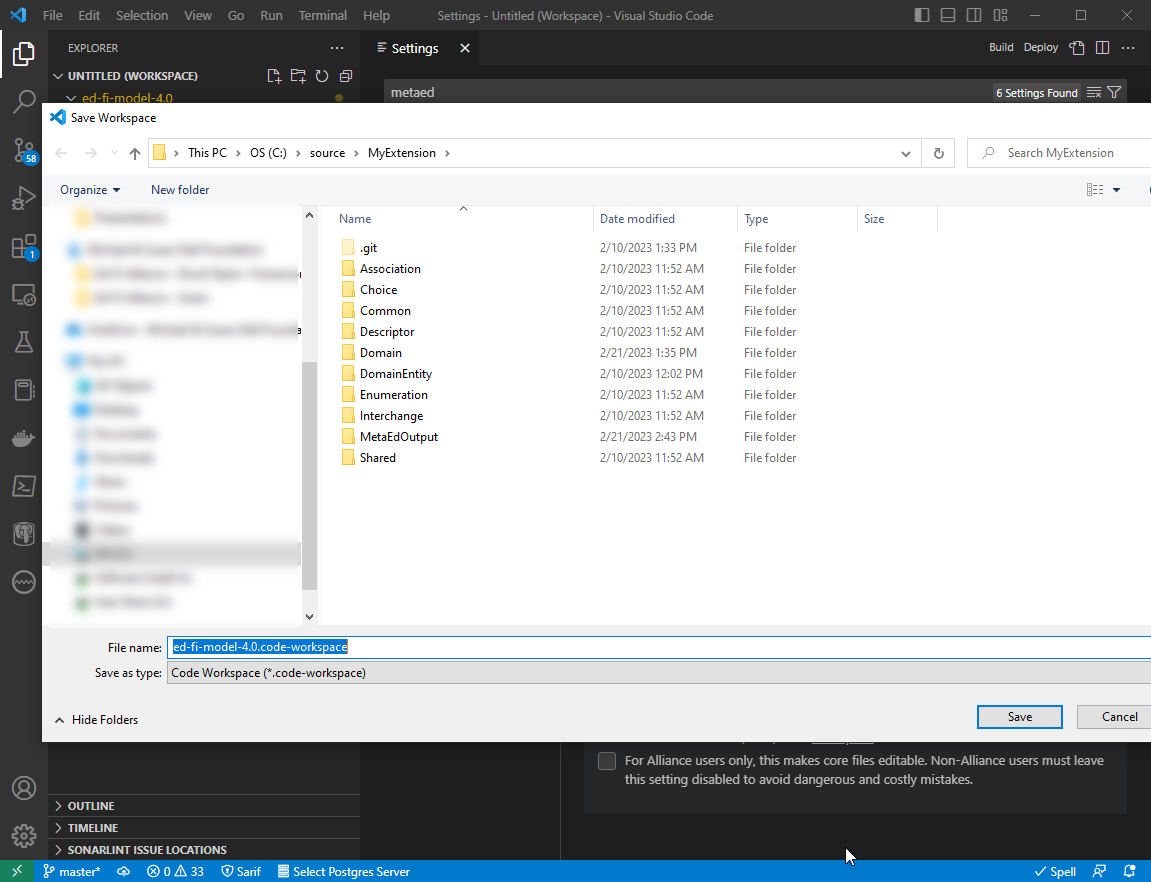 File Edit Selection View Go Run Terminal Help Settings - Untitled (Workspace) - Visual Studio Code
EXPLORER
Settings
Build Deploy
UNTITLED (WORKSPACE)
ed-fi-model-4.0
metaed
6 Settings Found
Save Workspace
This PC > OS (C:) > source > MyExtension >
Search MyExtension
Organize New folder
Name Date modified Type Size
.git 2/10/2023 1:33 PM File folder
Association 2/10/2023 11:52 AM File folder
Choice 2/10/2023 11:52 AM File folder
Common 2/10/2023 11:52 AM File folder
Descriptor 2/10/2023 11:52 AM File folder
Domain 2/21/2023 1:35 PM File folder
DomainEntity 2/10/2023 12:02 PM File folder
Enumeration 2/10/2023 11:52 AM File folder
Interchange 2/10/2023 11:52 AM File folder
MetaEdOutput 2/21/2023 2:43 PM File folder
Shared 2/10/2023 11:52 AM File folder
58
1
File name: ed-fi-model-4.0.code-workspace
Save as type: Code Workspace (*.code-workspace)
Hide Folders
Save Cancel
For Alliance users only, this makes core files editable. Non-Alliance users must leave
this setting disabled to avoid dangerous and costly mistakes.
OUTLINE
TIMELINE
SONARLINT ISSUE LOCATIONS
master* 0 33 Sarif Select Postgres Server Spell